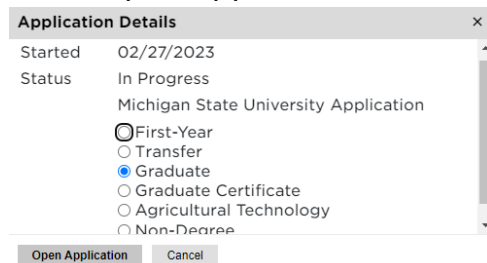 Application Details ×
Started 02/27/2023
Status In Progress
Michigan State University Application
First-Year
Transfer
Graduate
Graduate Certificate
Agricultural Technology
Non-Degree
Open Application Cancel